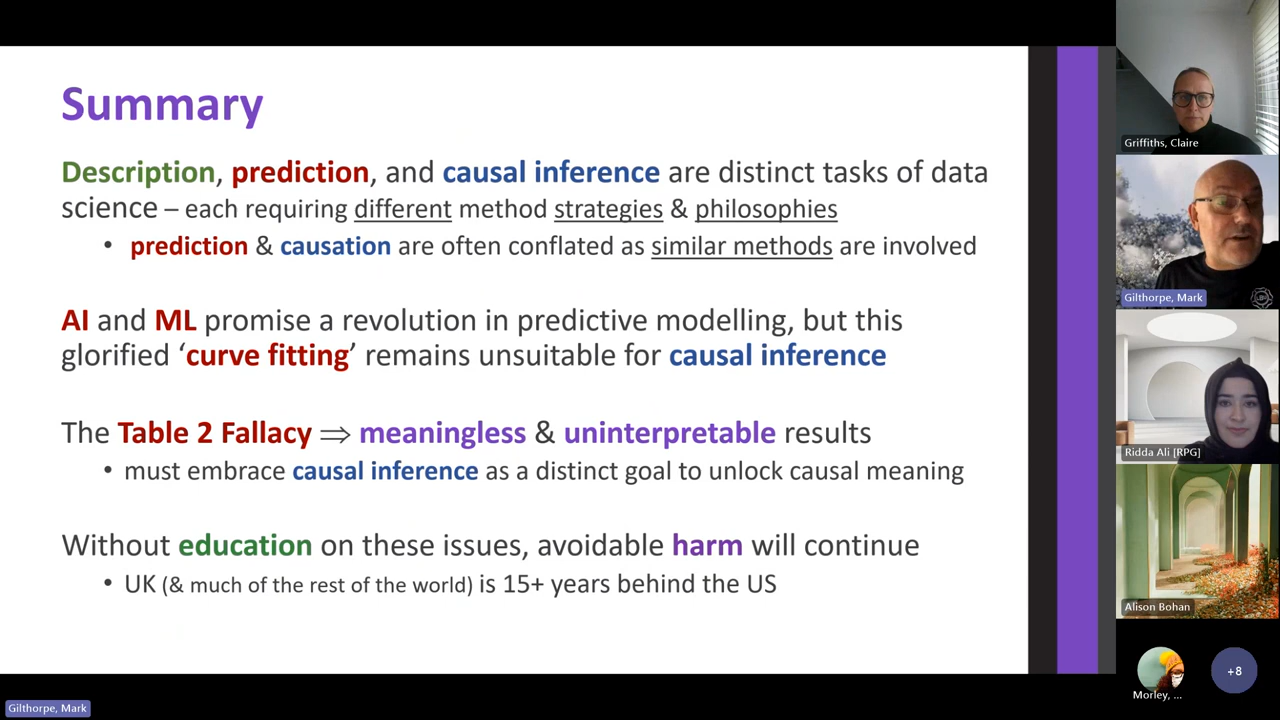 Summary
Description, prediction, and causal inference are distinct tasks of data
science – each requiring different method strategies & philosophies
• prediction & causation are often conflated as similar methods are involved
AI and ML promise a revolution in predictive modelling, but this
glorified ‘curve fitting’ remains unsuitable for causal inference
The Table 2 Fallacy ⇒ meaningless & uninterpretable results
• must embrace causal inference as a distinct goal to unlock causal meaning
Without education on these issues, avoidable harm will continue
• UK (& much of the rest of the world) is 15+ years behind the US
Griffiths, Claire
Gilthorpe, Mark
Ridda Ali [RPG]
Alison Bohan
Morley, ...
+8
Gilthorpe, Mark